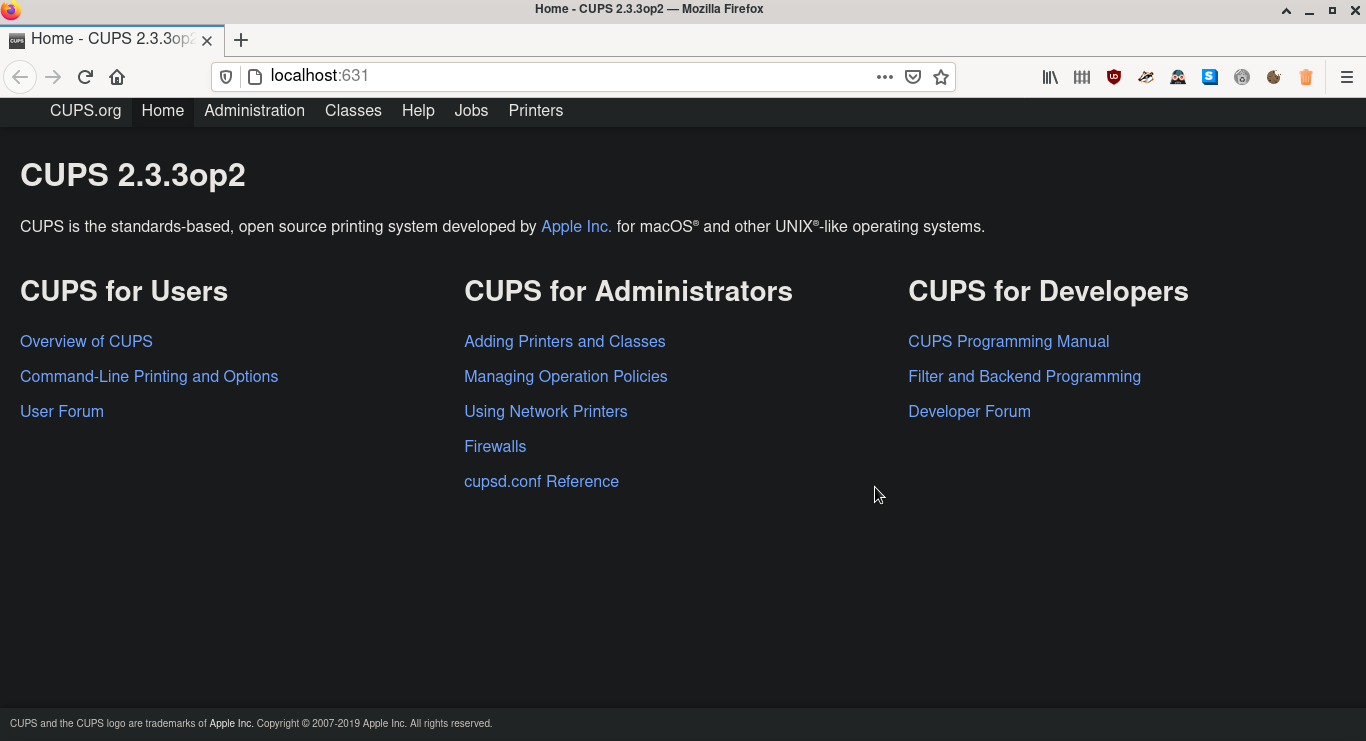 Home - CUPS 2.3.3op2 — Mozilla Firefox
CUPS Home - CUPS 2.3.3op2
localhost:631
CUPS.org Home Administration Classes Help Jobs Printers
CUPS 2.3.3op2
CUPS is the standards-based, open source printing system developed by Apple Inc. for macOS® and other UNIX®-like operating systems.
CUPS for Users
Overview of CUPS
Command-Line Printing and Options
User Forum
CUPS for Administrators
Adding Printers and Classes
Managing Operation Policies
Using Network Printers
Firewalls
cupsd.conf Reference
CUPS for Developers
CUPS Programming Manual
Filter and Backend Programming
Developer Forum
CUPS and the CUPS logo are trademarks of Apple Inc. Copyright © 2007-2019 Apple Inc. All rights reserved.